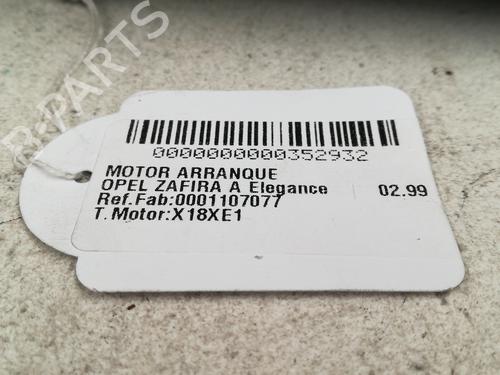 B-PARTS
0000000000352932
MOTOR ARRANQUE
OPEL ZAFIRA A Elegance 02.99
Ref.Fab:0001107077
T.Motor:X18XE1